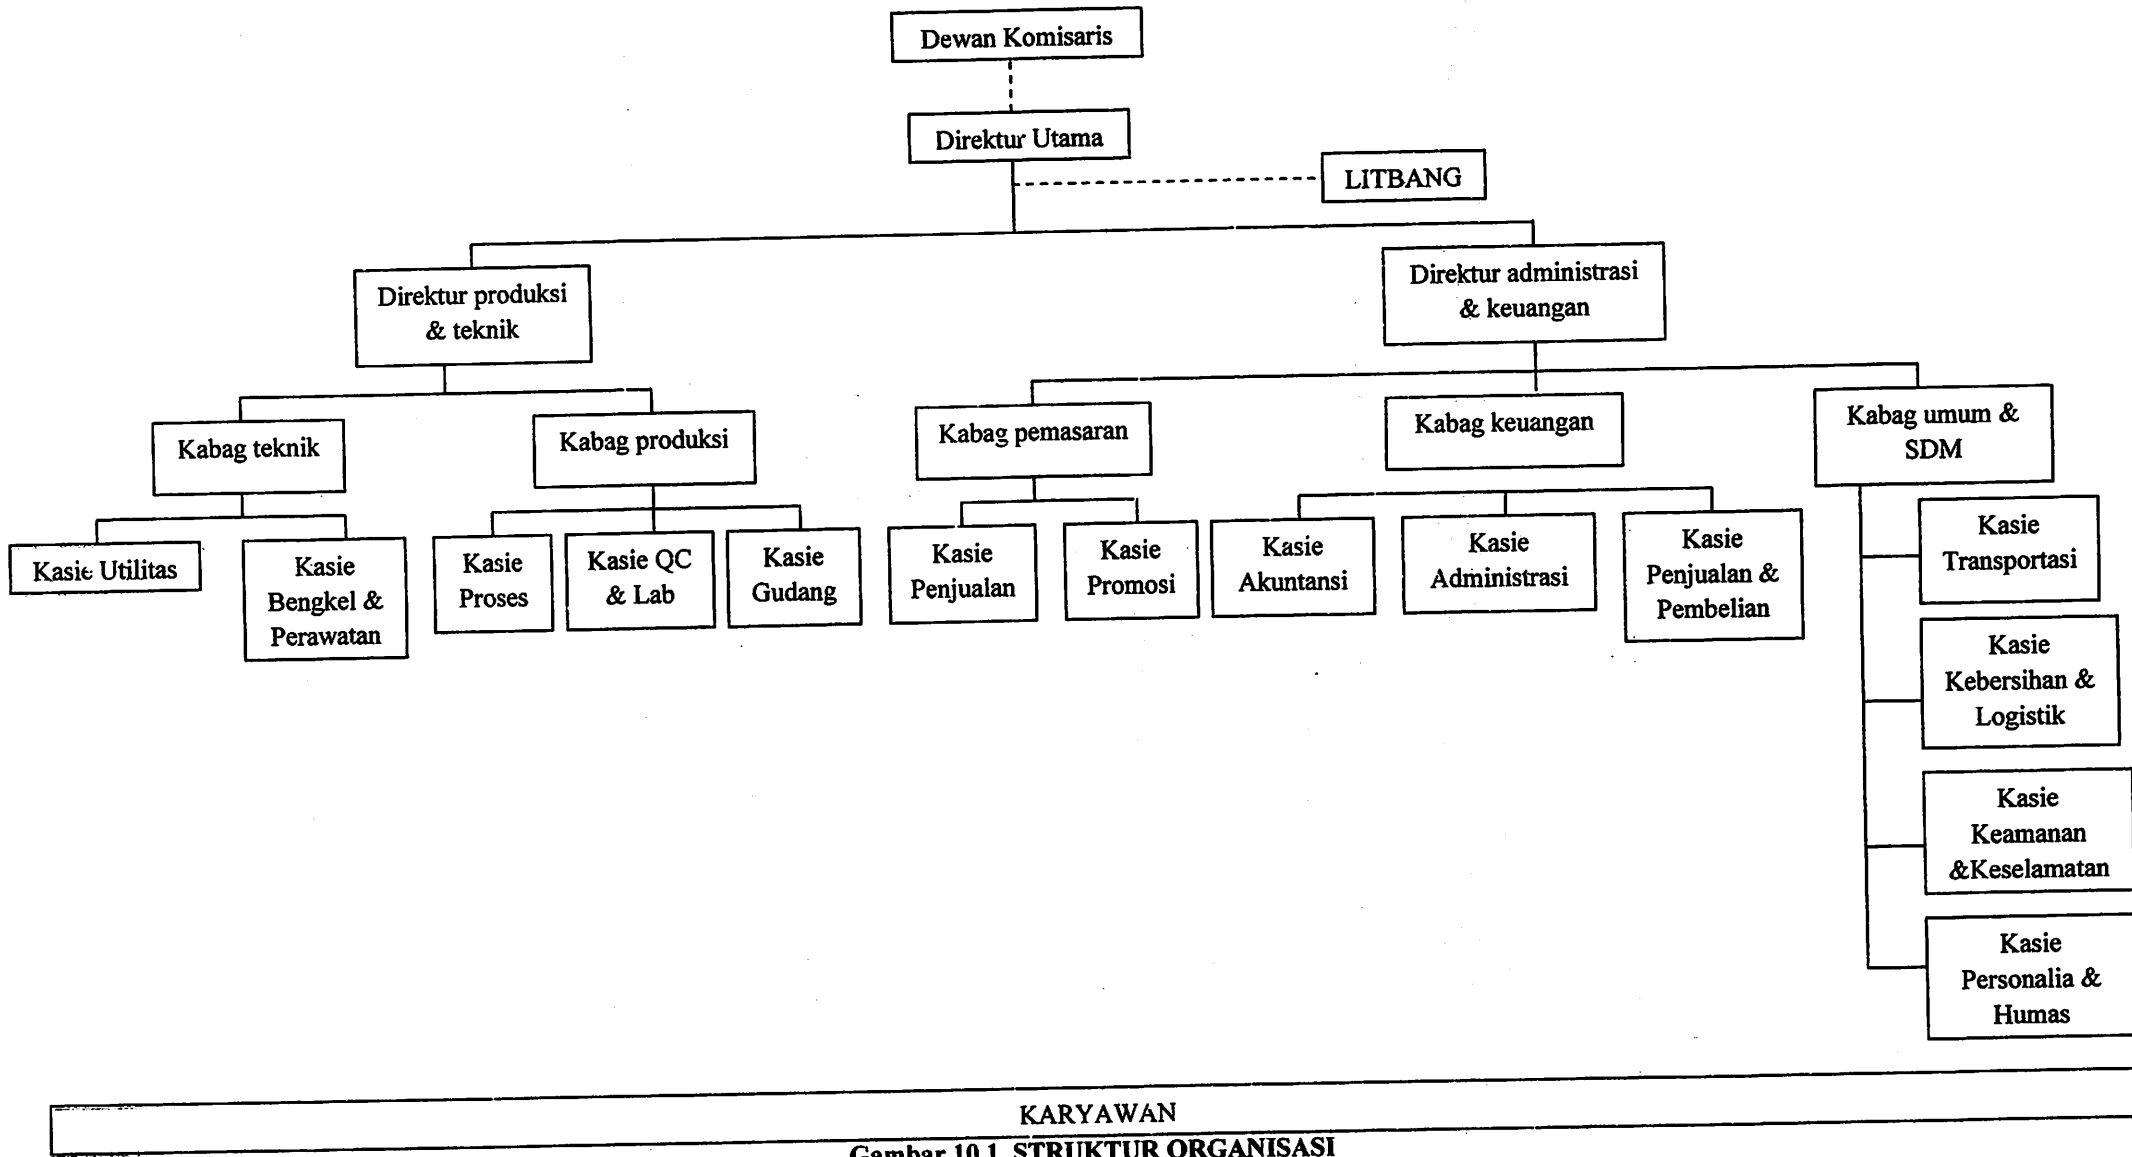 Dewan Komisaris
Direktur Utama
LITBANG
Direktur produksi
& teknik
Direktur administrasi
& keuangan
Kabag teknik
Kabag produksi
Kabag pemasaran
Kabag keuangan
Kabag umum &
SDM
Kasie Utilitas
Kasie
Bengkel &
Perawatan
Kasie
Proses
Kasie QC
& Lab
Kasie
Gudang
Kasie
Penjualan
Kasie
Promosi
Kasie
Akuntansi
Kasie
Administrasi
Kasie
Penjualan &
Pembelian
Kasie
Transportasi
Kasie
Kebersihan &
Logistik
Kasie
Keamanan
&Keselamatan
Kasie
Personalia &
Humas
KARYAWAN
Gambar 10.1. STRUKTUR ORGANISASI